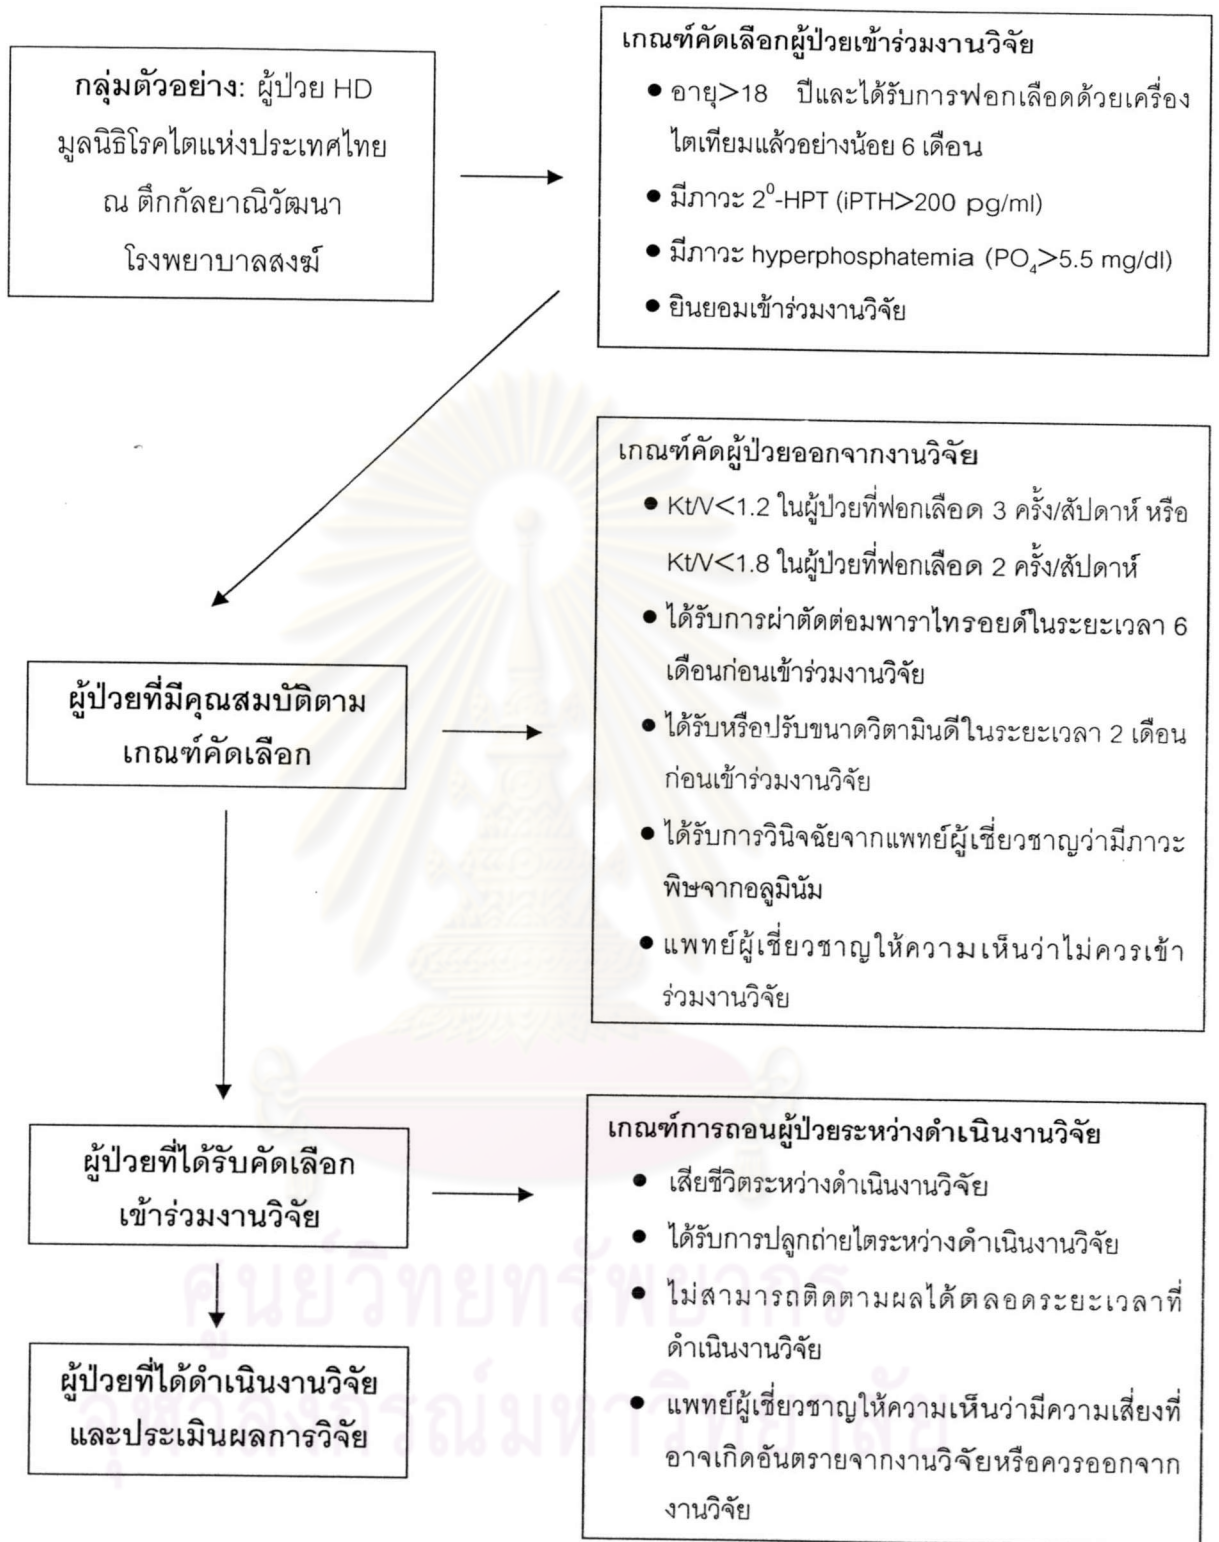 กลุ่มตัวอย่าง: ผู้ป่วย HD
มูลนิธิโรคไตแห่งประเทศไทย
ณ ตึกกัลยาณิวัฒนา
โรงพยาบาลสงฆ์
เกณฑ์คัดเลือกผู้ป่วยเข้าร่วมงานวิจัย
● อายุ>18 ปีและได้รับการฟอกเลือดด้วยเครื่อง
ไตเทียมแล้วอย่างน้อย 6 เดือน
● มีภาวะ 2⁰-HPT (iPTH>200 pg/ml)
● มีภาวะ hyperphosphatemia (PO₄>5.5 mg/dl)
● ยินยอมเข้าร่วมงานวิจัย
ผู้ป่วยที่มีคุณสมบัติตาม
เกณฑ์คัดเลือก
เกณฑ์คัดผู้ป่วยออกจากงานวิจัย
● Kt/V<1.2 ในผู้ป่วยที่ฟอกเลือด 3 ครั้ง/สัปดาห์ หรือ
Kt/V<1.8 ในผู้ป่วยที่ฟอกเลือด 2 ครั้ง/สัปดาห์
● ได้รับการผ่าตัดต่อมพาราไทรอยด์ในระยะเวลา 6
เดือนก่อนเข้าร่วมงานวิจัย
● ได้รับหรือปรับขนาดวิตามินดีในระยะเวลา 2 เดือน
ก่อนเข้าร่วมงานวิจัย
● ได้รับการวินิจฉัยจากแพทย์ผู้เชี่ยวชาญว่ามีภาวะ
พิษจากอลูมินัม
● แพทย์ผู้เชี่ยวชาญให้ความเห็นว่าไม่ควรเข้า
ร่วมงานวิจัย
ผู้ป่วยที่ได้รับคัดเลือก
เข้าร่วมงานวิจัย
เกณฑ์การถอนผู้ป่วยระหว่างดำเนินงานวิจัย
● เสียชีวิตระหว่างดำเนินงานวิจัย
● ได้รับการปลูกถ่ายไตระหว่างดำเนินงานวิจัย
● ไม่สามารถติดตามผลได้ตลอดระยะเวลาที่
ดำเนินงานวิจัย
● แพทย์ผู้เชี่ยวชาญให้ความเห็นว่ามีความเสี่ยงที่
อาจเกิดอันตรายจากงานวิจัยหรือควรออกจาก
งานวิจัย
ผู้ป่วยที่ได้ดำเนินงานวิจัย
และประเมินผลการวิจัย
ศูนย์วิทยทรัพยากร
จุฬาลงกรณ์มหาวิทยาลัย